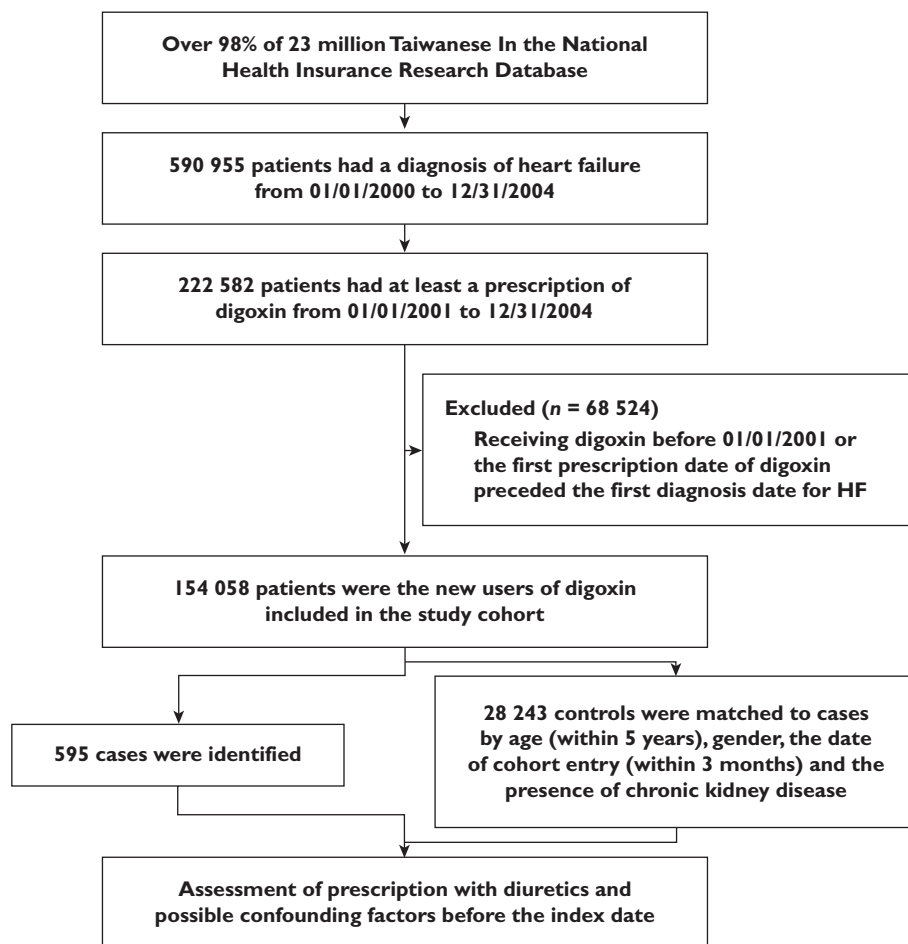 Over 98% of 23 million Taiwanese In the National
Health Insurance Research Database
590 955 patients had a diagnosis of heart failure
from 01/01/2000 to 12/31/2004
222 582 patients had at least a prescription of
digoxin from 01/01/2001 to 12/31/2004
Excluded (n = 68 524)
Receiving digoxin before 01/01/2001 or
the first prescription date of digoxin
preceded the first diagnosis date for HF
154 058 patients were the new users of digoxin
included in the study cohort
595 cases were identified
28 243 controls were matched to cases
by age (within 5 years), gender, the date
of cohort entry (within 3 months) and the
presence of chronic kidney disease
Assessment of prescription with diuretics and
possible confounding factors before the index date